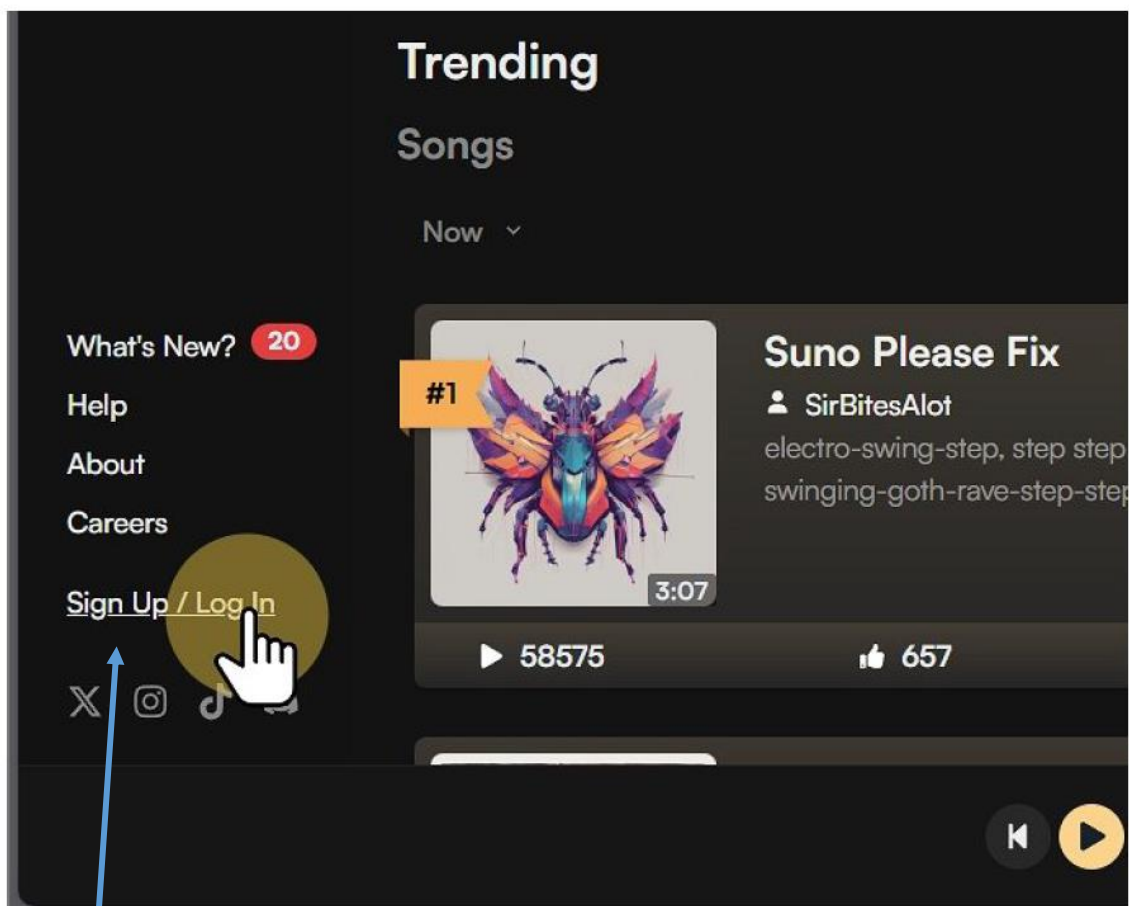 Trending
Songs
Now
What's New? 20
Help
About
Careers
Sign Up / Log In
#1
3:07
Suno Please Fix
SirBitesAlot
electro-swing-step, step step
swinging-goth-rave-step-step
58575
657